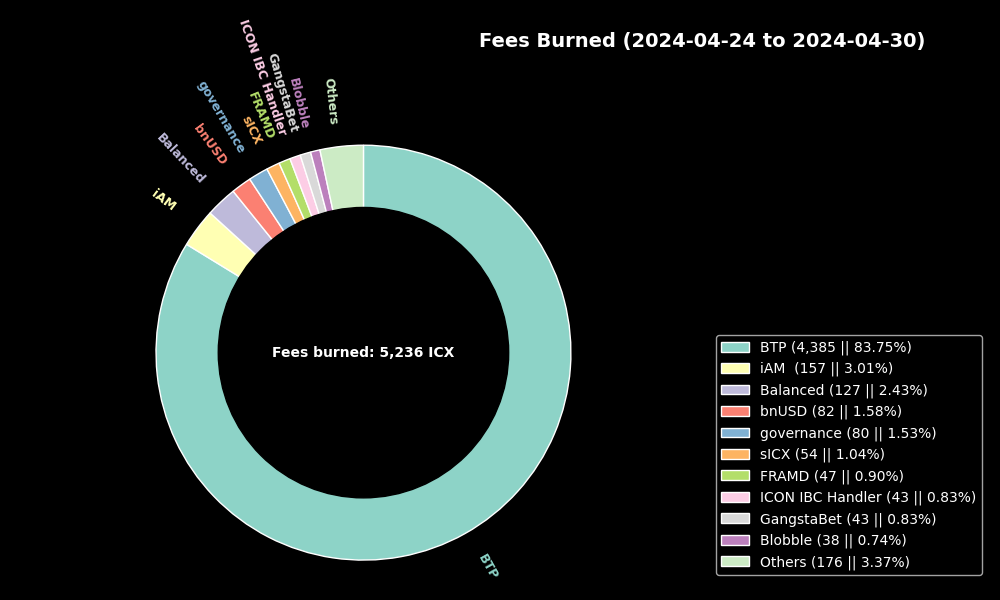 Fees Burned (2024-04-24 to 2024-04-30)
Others
Blobble
GangstaBet
ICON IBC Handler
FRAMD
sICX
governance
bnUSD
Balanced
iAM
Fees burned: 5,236 ICX
BTP
BTP (4,385 || 83.75%)
iAM  (157 || 3.01%)
Balanced (127 || 2.43%)
bnUSD (82 || 1.58%)
governance (80 || 1.53%)
sICX (54 || 1.04%)
FRAMD (47 || 0.90%)
ICON IBC Handler (43 || 0.83%)
GangstaBet (43 || 0.83%)
Blobble (38 || 0.74%)
Others (176 || 3.37%)